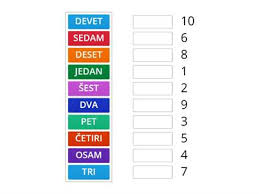 DEVET 10
SEDAM 6
DESET 8
JEDAN 1
ŠEST 2
DVA 9
PET 3
ČETIRI 5
OSAM 4
TRI 7